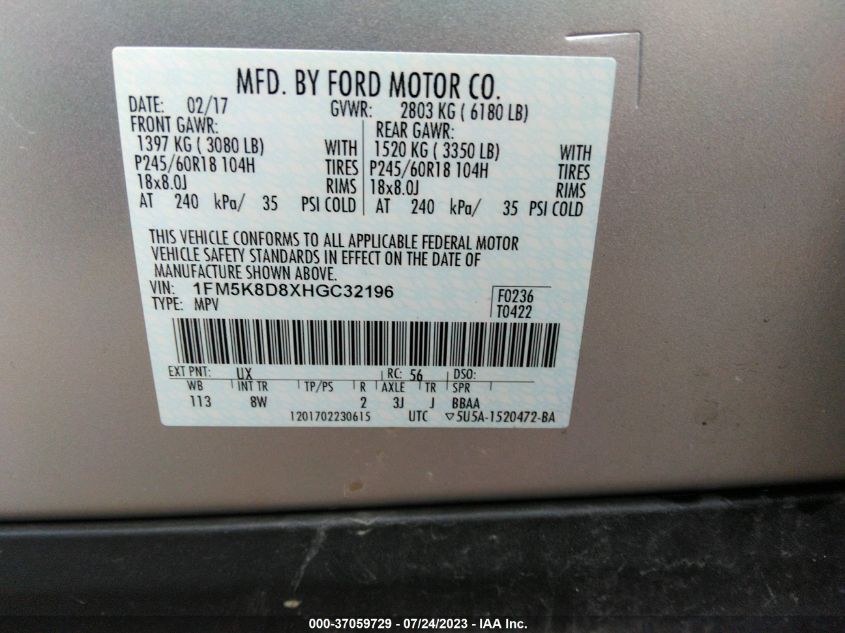 MFD. BY FORD MOTOR CO.
DATE: 02/17 GVWR: 2803 KG ( 6180 LB)
FRONT GAWR: REAR GAWR:
1397 KG ( 3080 LB) WITH 1520 KG ( 3350 LB) WITH
P245/60R18 104H TIRES P245/60R18 104H TIRES
18x8.0J RIMS 18x8.0J RIMS
AT 240 kPa/ 35 PSI COLD AT 240 kPa/ 35 PSI COLD
THIS VEHICLE CONFORMS TO ALL APPLICABLE FEDERAL MOTOR
VEHICLE SAFETY STANDARDS IN EFFECT ON THE DATE OF
MANUFACTURE SHOWN ABOVE.
VIN: 1FM5K8D8XHGC32196 F0236
TYPE: MPV T0422
EXT PNT: UX RC: 56 DSO:
WB INT TR TP/PS R AXLE TR SPR
113 8W 2 3J J BBAA
1201702230615 UTC ▽5U5A-1520472-BA
000-37059729 - 07/24/2023 - IAA Inc.